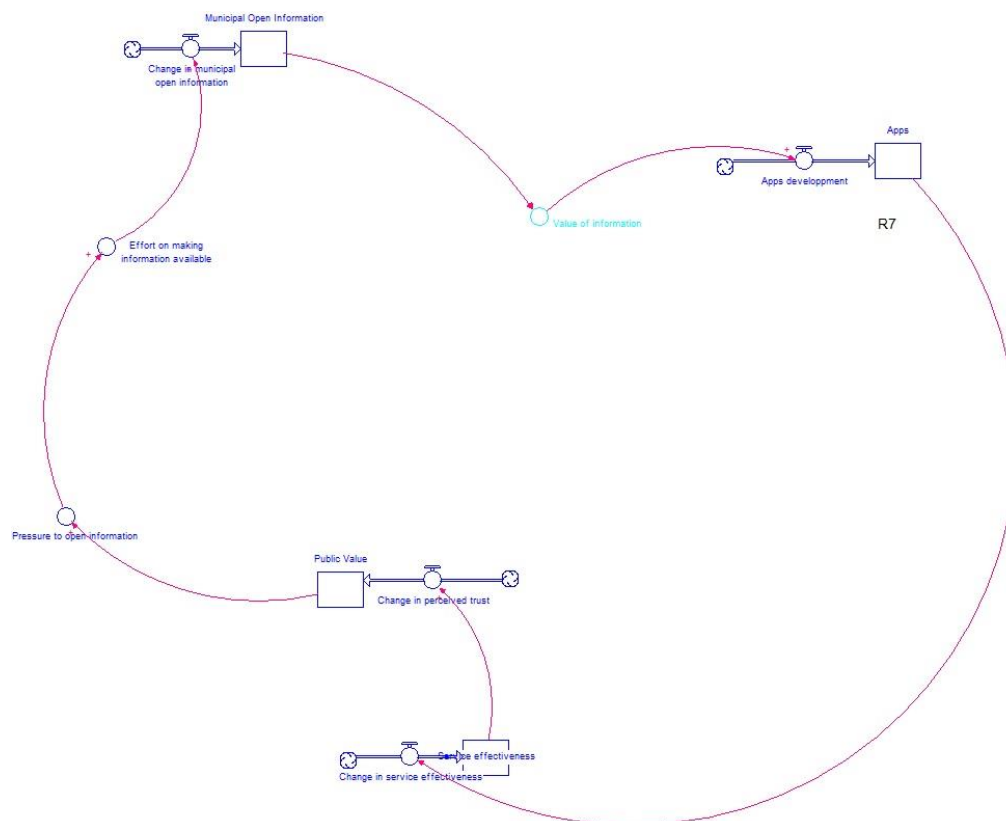 Municipal Open Information
Change in municipal
open information
Apps
+
Apps developpment
Value of information
R7
Effort on making
information available
+
Pressure to open information
+
Public Value
Change in perbeived trust
Service effectiveness
Change in service effectiveness